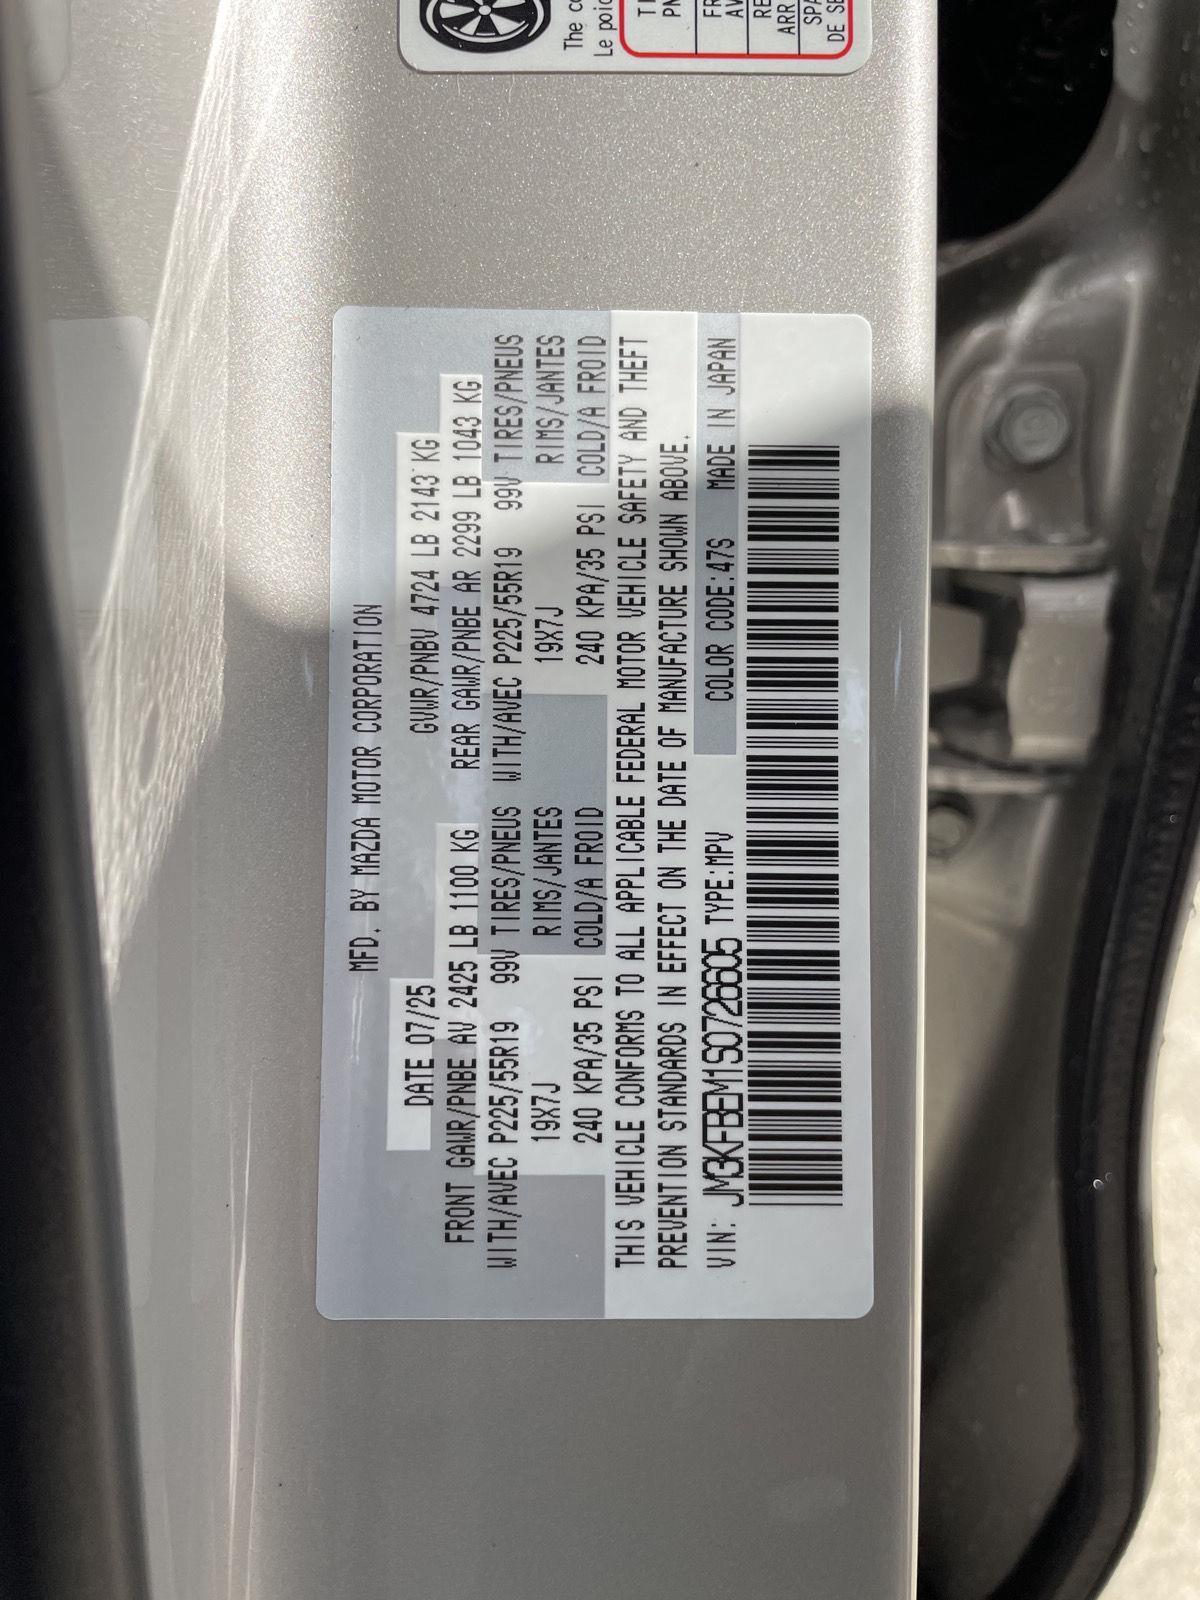 MFD. BY MAZDA MOTOR CORPORATION
DATE 07/25 GVWR/PNBV 4724 LB 2143 KG
FRONT GAWR/PNBE AV 2425 LB 1100 KG REAR GAWR/PNBE AR 2299 LB 1043 KG
WITH/AVEC P225/55R19 99V TIRES/PNEUS WITH/AVEC P225/55R19 99V TIRES/PNEUS
19X7J RIMS/JANTES 19X7J RIMS/JANTES
240 KPA/35 PSI COLD/A FROID 240 KPA/35 PSI COLD/A FROID
THIS VEHICLE CONFORMS TO ALL APPLICABLE FEDERAL MOTOR VEHICLE SAFETY AND THEFT
PREVENTION STANDARDS IN EFFECT ON THE DATE OF MANUFACTURE SHOWN ABOVE.
VIN: JM3KFBEM1S0726605 TYPE:MPV COLOR CODE:47S MADE IN JAPAN
The
Le
DE